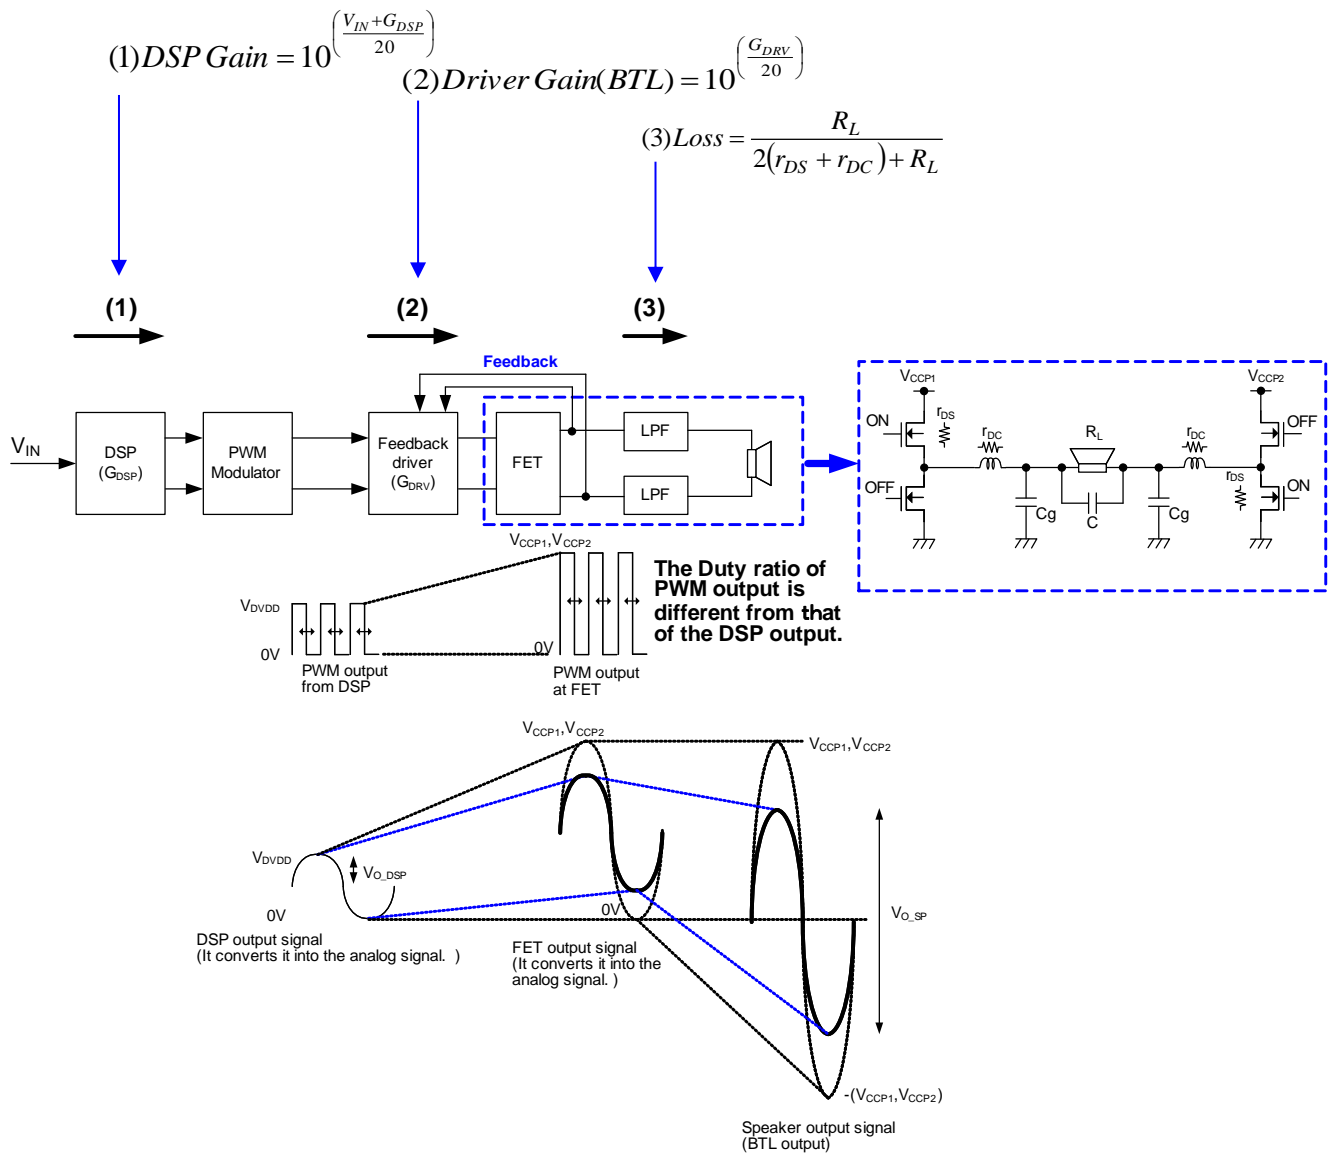 (1) DSP Gain = 10^((V_IN + G_DSP)/20)
(2) Driver Gain(BTL) = 10^(G_DRV/20)
(3) Loss = R_L / (2(r_DS + r_DC) + R_L)
(1)
(2)
(3)
Feedback
V_IN
DSP
(G_DSP)
PWM
Modulator
Feedback
driver
(G_DRV)
FET
LPF
LPF
V_CCP1
V_CCP2
ON
r_DS
r_DC
R_L
r_DC
OFF
OFF
Cg
C
Cg
r_DS
ON
V_CCP1,V_CCP2
V_DVDD
0V
0V
PWM output
from DSP
PWM output
at FET
The Duty ratio of
PWM output is
different from that
of the DSP output.
V_CCP1,V_CCP2
V_CCP1,V_CCP2
V_DVDD
V_O_DSP
0V
0V
V_O_SP
DSP output signal
(It converts it into the analog signal. )
FET output signal
(It converts it into the
analog signal. )
-(V_CCP1,V_CCP2)
Speaker output signal
(BTL output)